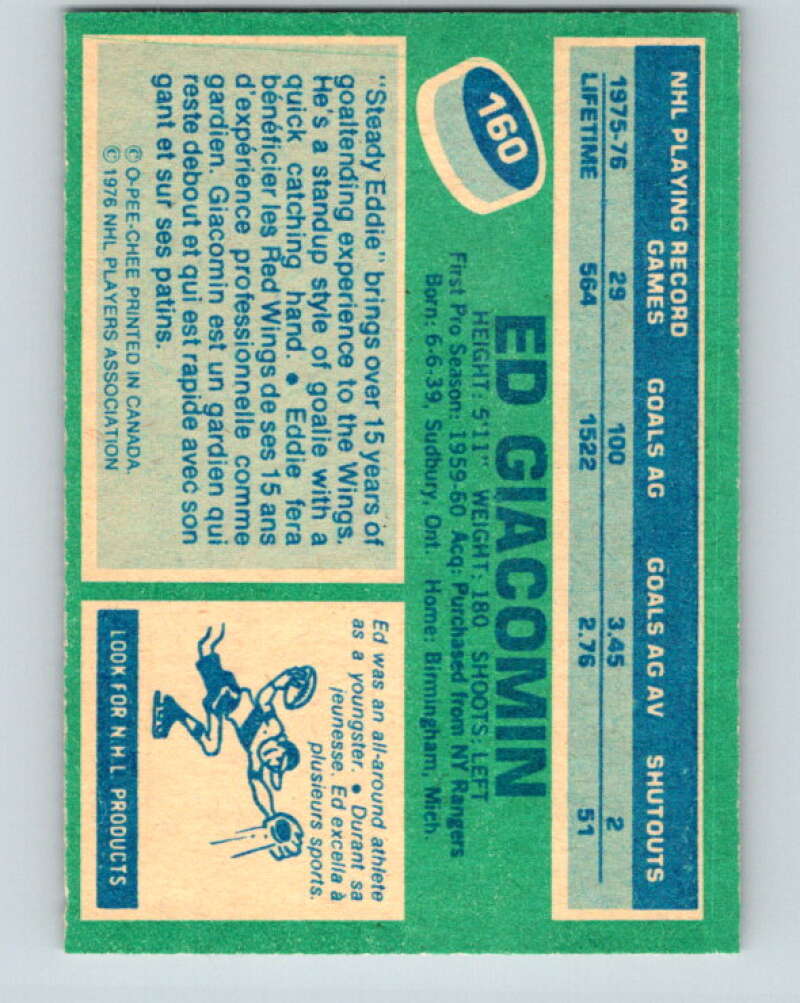 NHL PLAYING RECORD
GAMES GOALS AG GOALS AG AV SHUTOUTS
1975-76 29 100 3.45 2
LIFETIME 564 1522 2.76 51
160
ED GIACOMIN
HEIGHT: 5'11" WEIGHT: 180 SHOOTS: LEFT
First Pro Season: 1959-60 Acq: Purchased from NY Rangers
Born: 6-6-39, Sudbury, Ont. Home: Birmingham, Mich.
"Steady Eddie" brings over 15 years of
goaltending experience to the Wings.
He's a standup style of goalie with a
quick catching hand. • Eddie fera
bénéficier les Red Wings de ses 15 ans
d'expérience professionnelle comme
gardien. Giacomin est un gardien qui
reste debout et qui est rapide avec son
gant et sur ses patins.
© O-PEE-CHEE PRINTED IN CANADA.
© 1976 NHL PLAYERS ASSOCIATION
Ed was an all-around athlete
as a youngster. • Durant sa
jeunesse. Ed excella à
plusieurs sports.
LOOK FOR N.H.L PRODUCTS